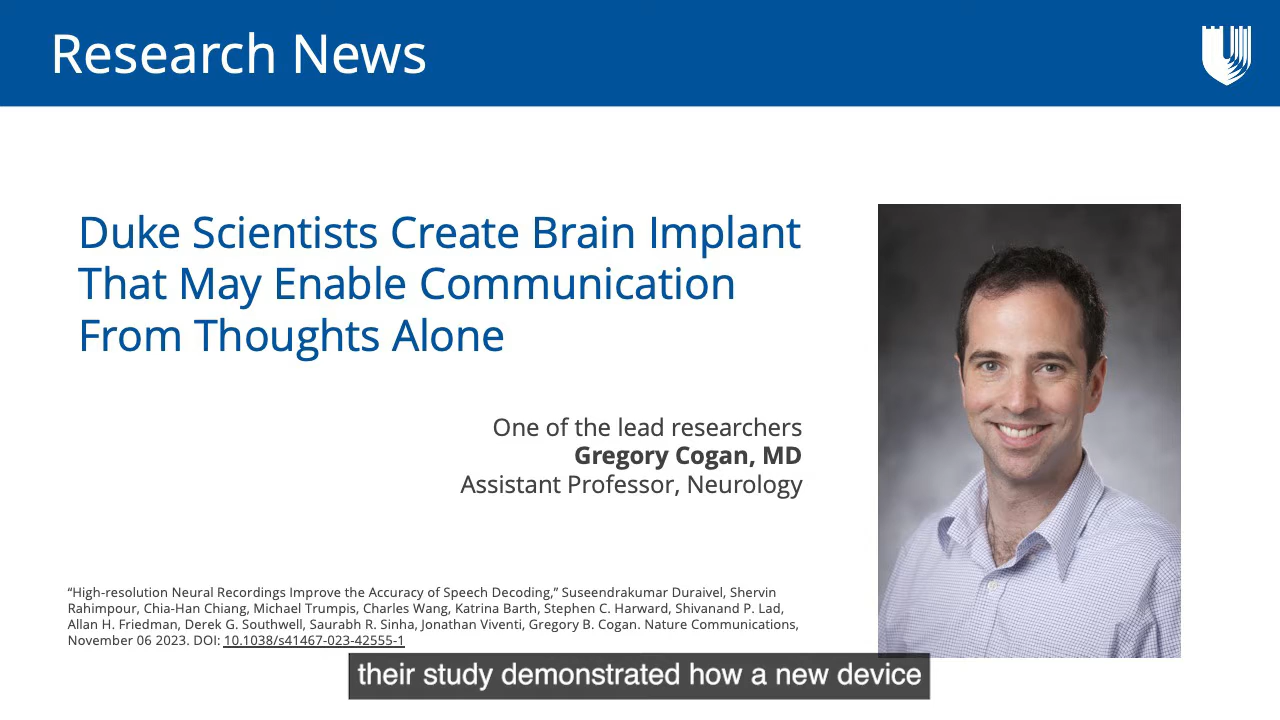 Research News
Duke Scientists Create Brain Implant
That May Enable Communication
From Thoughts Alone
One of the lead researchers
Gregory Cogan, MD
Assistant Professor, Neurology
“High-resolution Neural Recordings Improve the Accuracy of Speech Decoding,” Suseendrakumar Duraivel, Shervin
Rahimpour, Chia-Han Chiang, Michael Trumpis, Charles Wang, Katrina Barth, Stephen C. Harward, Shivanand P. Lad,
Allan H. Friedman, Derek G. Southwell, Saurabh R. Sinha, Jonathan Viventi, Gregory B. Cogan. Nature Communications,
November 06 2023. DOI: 10.1038/s41467-023-42555-1
their study demonstrated how a new device